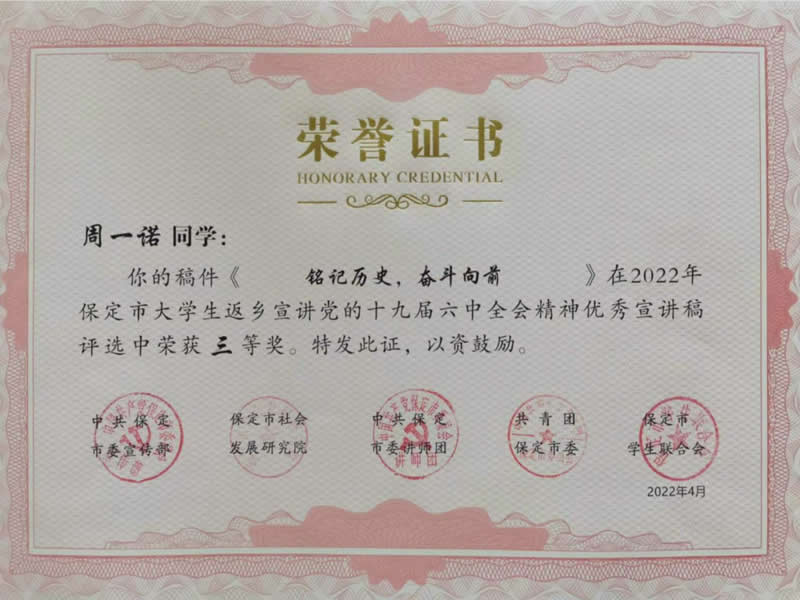 荣誉证书
HONORARY CREDENTIAL
周一诺 同学：
你的稿件《 铭记历史，奋斗向前 》在2022年
保定市大学生返乡宣讲党的十九届六中全会精神优秀宣讲稿
评选中荣获 三 等奖。特发此证，以资鼓励。
中共保定 保定市社会 中共保定 共青团 保定市
市委宣传部 发展研究院 市委讲师团 保定市委 学生联合会
2022年4月